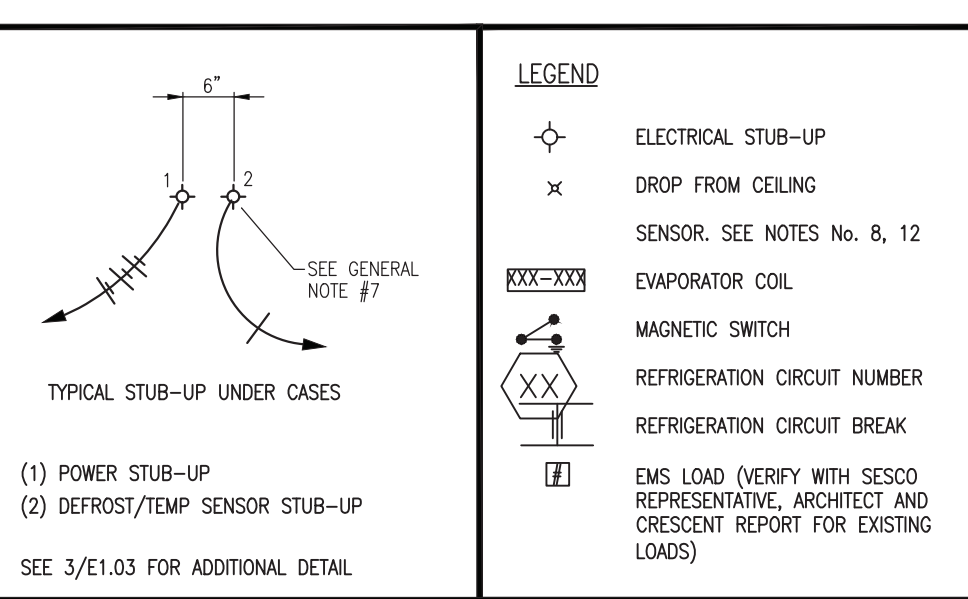 6"
1
2
SEE GENERAL
NOTE #7
TYPICAL STUB-UP UNDER CASES
(1) POWER STUB-UP
(2) DEFROST/TEMP SENSOR STUB-UP
SEE 3/E1.03 FOR ADDITIONAL DETAIL
LEGEND
ELECTRICAL STUB-UP
DROP FROM CEILING
SENSOR. SEE NOTES No. 8, 12
XXX-XXX EVAPORATOR COIL
MAGNETIC SWITCH
XX REFRIGERATION CIRCUIT NUMBER
REFRIGERATION CIRCUIT BREAK
# EMS LOAD (VERIFY WITH SESCO
REPRESENTATIVE, ARCHITECT AND
CRESCENT REPORT FOR EXISTING
LOADS)